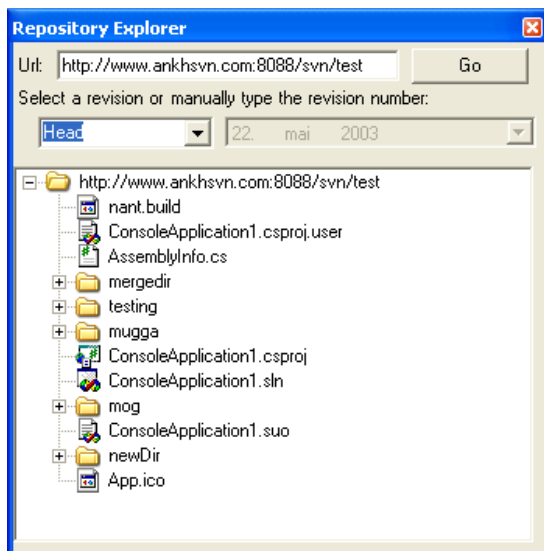 Repository Explorer
Url: http://www.ankhsvn.com:8088/svn/test Go
Select a revision or manually type the revision number:
Head 22. mai 2003
http://www.ankhsvn.com:8088/svn/test
nant.build
ConsoleApplication1.csproj.user
AssemblyInfo.cs
mergedir
testing
mugga
ConsoleApplication1.csproj
ConsoleApplication1.sln
mog
ConsoleApplication1.suo
newDir
App.ico